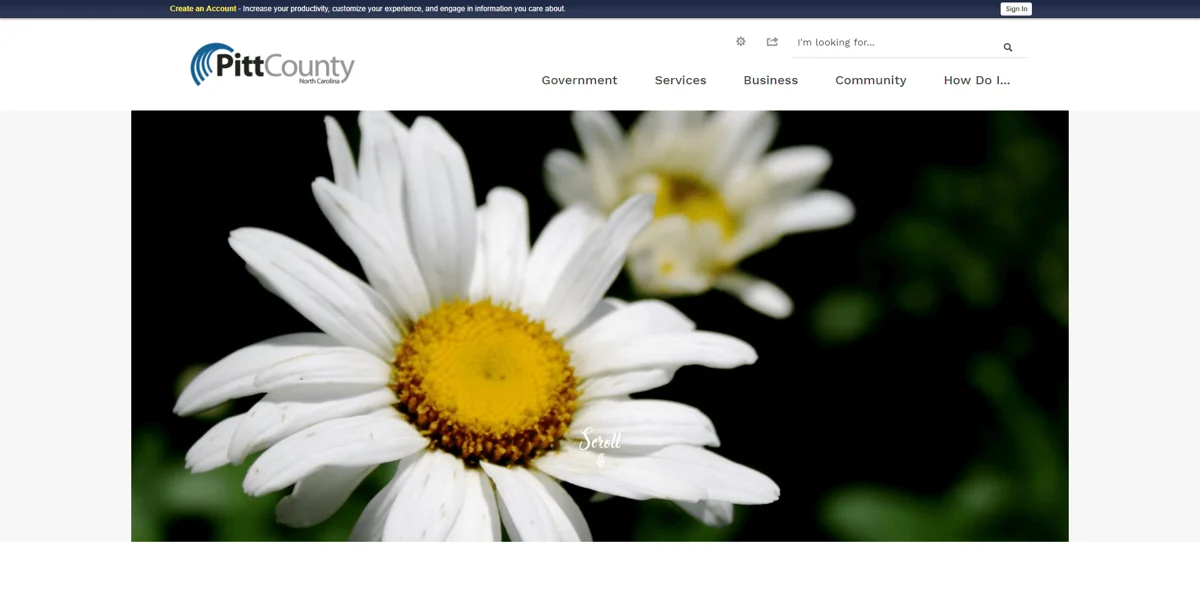 Create an Account - Increase your productivity, customize your experience, and engage in information you care about.
Sign In
I'm looking for...
PittCounty
North Carolina
Government
Services
Business
Community
How Do I...
Scroll